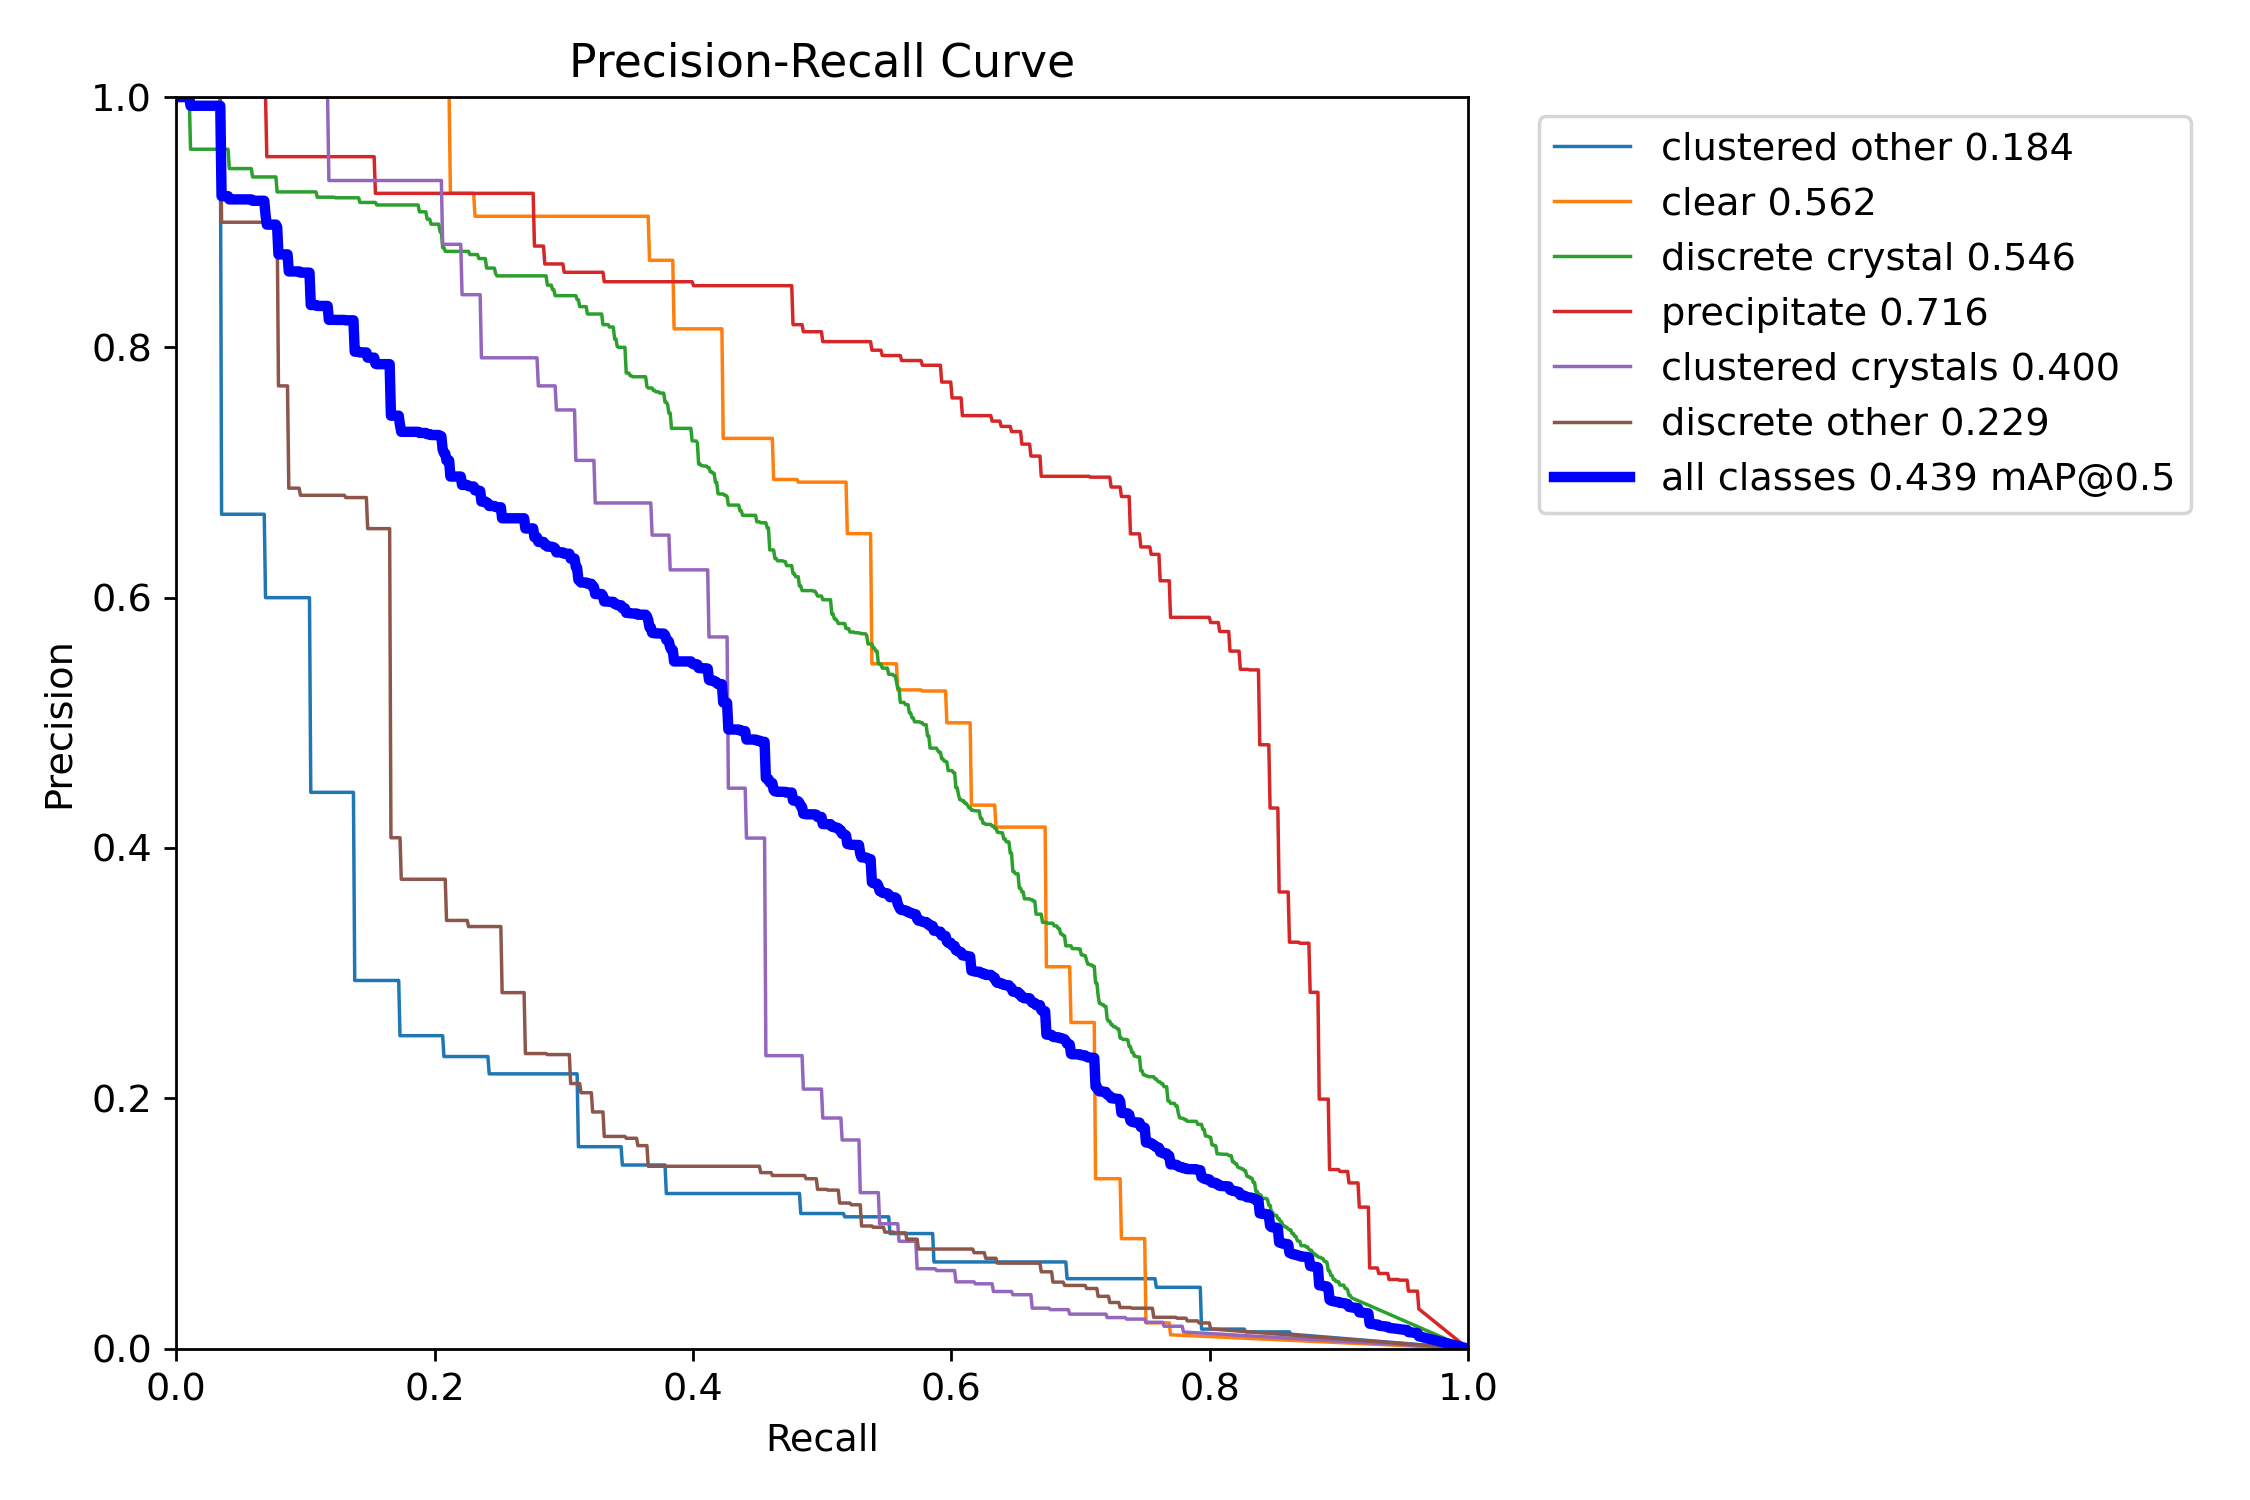 Precision-Recall Curve
1.0
0.8
0.6
0.4
0.2
0.0
Precision
0.0 0.2 0.4 0.6 0.8 1.0
Recall
clustered other 0.184
clear 0.562
discrete crystal 0.546
precipitate 0.716
clustered crystals 0.400
discrete other 0.229
all classes 0.439 mAP@0.5